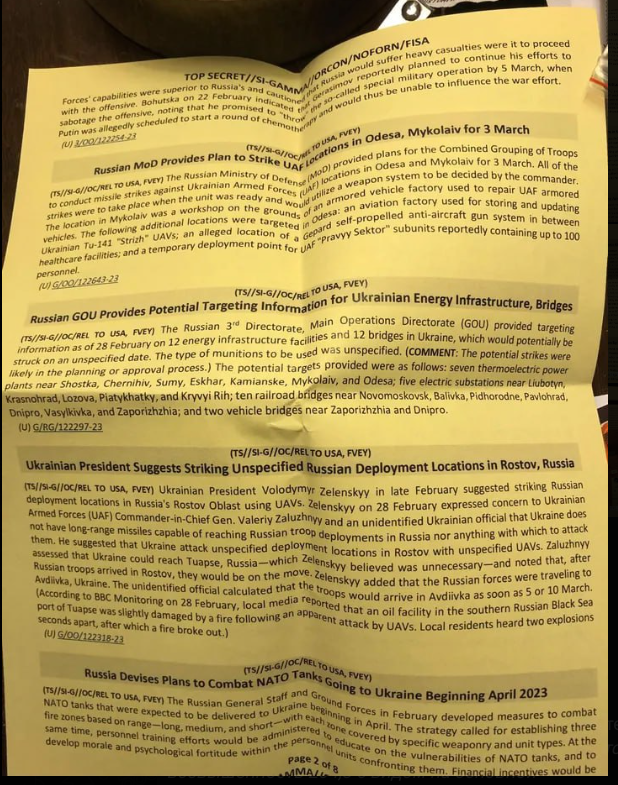 TOP SECRET//SI-GAMMA//ORCON/NOFORN/FISA
Forces' capabilities were superior to Russia's and cautioned that Russia would suffer heavy casualties were it to proceed
with the offensive. Bohutska on 22 February indicated that Gerasimov reportedly planned to continue his efforts to
sabotage the offensive, noting that he promised to "throw" the so-called special military operation by 5 March, when
Putin was allegedly scheduled to start a round of chemotherapy and would thus be unable to influence the war effort.
(U) 3/OO/122254-23
(TS//SI-G//OC/REL TO USA, FVEY)
Russian MoD Provides Plan to Strike UAF Locations in Odesa, Mykolaiv for 3 March
(TS//SI-G//OC/REL TO USA, FVEY) The Russian Ministry of Defense (MoD) provided plans for the Combined Grouping of Troops
to conduct missile strikes against Ukrainian Armed Forces (UAF) locations in Odesa and Mykolaiv for 3 March. All of the
strikes were to take place when the unit was ready and would utilize a weapon system to be decided by the commander.
The location in Mykolaiv was a workshop on the grounds of an armored vehicle factory used to repair UAF armored
vehicles. The following additional locations were targeted in Odesa: an aviation factory used for storing and updating
Ukrainian Tu-141 "Strizh" UAVs; an alleged location of a Gepard self-propelled anti-aircraft gun system in between
healthcare facilities; and a temporary deployment point for UAF "Pravyy Sektor" subunits reportedly containing up to 100
personnel.
(U) G/OO/122643-23
(TS//SI-G//OC/REL TO USA, FVEY)
Russian GOU Provides Potential Targeting Information for Ukrainian Energy Infrastructure, Bridges
(TS//SI-G//OC/REL TO USA, FVEY) The Russian 3rd Directorate, Main Operations Directorate (GOU) provided targeting
information as of 28 February on 12 energy infrastructure facilities and 12 bridges in Ukraine, which would potentially be
struck on an unspecified date. The type of munitions to be used was unspecified. (COMMENT: The potential strikes were
likely in the planning or approval process.) The potential targets provided were as follows: seven thermoelectric power
plants near Shostka, Chernihiv, Sumy, Eskhar, Kamianske, Mykolaiv, and Odesa; five electric substations near Liubotyn,
Krasnohrad, Lozova, Piatykhatky, and Kryvyi Rih; ten railroad bridges near Novomoskovsk, Balivka, Pidhorodne, Pavlohrad,
Dnipro, Vasylkivka, and Zaporizhzhia; and two vehicle bridges near Zaporizhzhia and Dnipro.
(U) G/RG/122297-23
(TS//SI-G//OC/REL TO USA, FVEY)
Ukrainian President Suggests Striking Unspecified Russian Deployment Locations in Rostov, Russia
(TS//SI-G//OC/REL TO USA, FVEY) Ukrainian President Volodymyr Zelenskyy in late February suggested striking Russian
deployment locations in Russia's Rostov Oblast using UAVs. Zelenskyy on 28 February expressed concern to Ukrainian
Armed Forces (UAF) Commander-in-Chief Gen. Valeriy Zaluzhnyy and an unidentified Ukrainian official that Ukraine does
not have long-range missiles capable of reaching Russian troop deployments in Russia nor anything with which to attack
them. He suggested that Ukraine attack unspecified deployment locations in Rostov with unspecified UAVs. Zaluzhnyy
assessed that Ukraine could reach Tuapse, Russia—which Zelenskyy believed was unnecessary—and noted that, after
Russian troops arrived in Rostov, they would be on the move. Zelenskyy added that the Russian forces were traveling to
Avdiivka, Ukraine. The unidentified official calculated that the troops would arrive in Avdiivka as soon as 5 or 10 March.
(According to BBC Monitoring on 28 February, local media reported that an oil facility in the southern Russian Black Sea
port of Tuapse was slightly damaged by a fire following an apparent attack by UAVs. Local residents heard two explosions
seconds apart, after which a fire broke out.)
(U) G/OO/122318-23
(TS//SI-G//OC/REL TO USA, FVEY)
Russia Devises Plans to Combat NATO Tanks Going to Ukraine Beginning April 2023
(TS//SI-G//OC/REL TO USA, FVEY) The Russian General Staff and Ground Forces in February developed measures to combat
NATO tanks that were expected to be delivered to Ukraine beginning in April. The strategy called for establishing three
fire zones based on range—long, medium, and short—with each zone covered by specific weaponry and unit types. At the
same time, personnel training efforts would be administered to educate on the vulnerabilities of NATO tanks, and to
develop morale and psychological fortitude within the personnel units confronting them. Financial incentives would be
Page 2 of 8